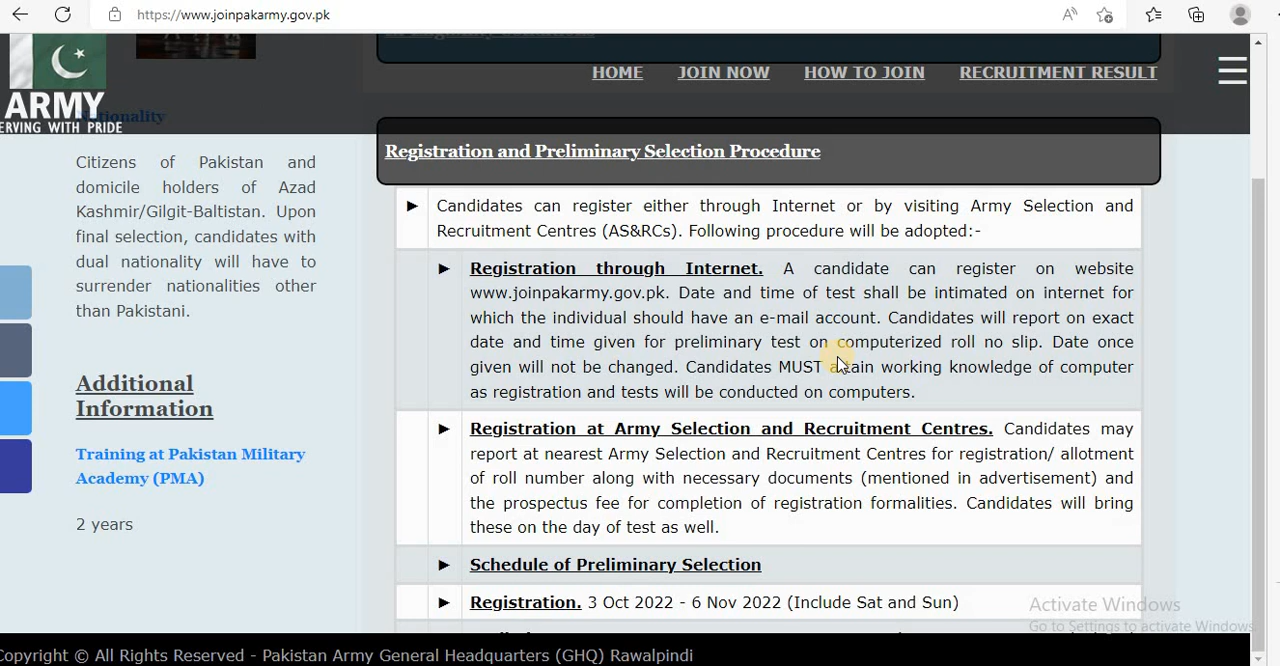 https://www.joinpakarmy.gov.pk
HOME JOIN NOW HOW TO JOIN RECRUITMENT RESULT
ARMY
ERVING WITH PRIDE
Nationality
Citizens of Pakistan and
domicile holders of Azad
Kashmir/Gilgit-Baltistan. Upon
final selection, candidates with
dual nationality will have to
surrender nationalities other
than Pakistani.
Additional
Information
Training at Pakistan Military
Academy (PMA)
2 years
Registration and Preliminary Selection Procedure
► Candidates can register either through Internet or by visiting Army Selection and
Recruitment Centres (AS&RCs). Following procedure will be adopted:-
► Registration through Internet. A candidate can register on website
www.joinpakarmy.gov.pk. Date and time of test shall be intimated on internet for
which the individual should have an e-mail account. Candidates will report on exact
date and time given for preliminary test on computerized roll no slip. Date once
given will not be changed. Candidates MUST attain working knowledge of computer
as registration and tests will be conducted on computers.
► Registration at Army Selection and Recruitment Centres. Candidates may
report at nearest Army Selection and Recruitment Centres for registration/ allotment
of roll number along with necessary documents (mentioned in advertisement) and
the prospectus fee for completion of registration formalities. Candidates will bring
these on the day of test as well.
► Schedule of Preliminary Selection
► Registration. 3 Oct 2022 - 6 Nov 2022 (Include Sat and Sun)
Activate Windows
Go to Settings to activate Windows
Copyright © All Rights Reserved - Pakistan Army General Headquarters (GHQ) Rawalpindi